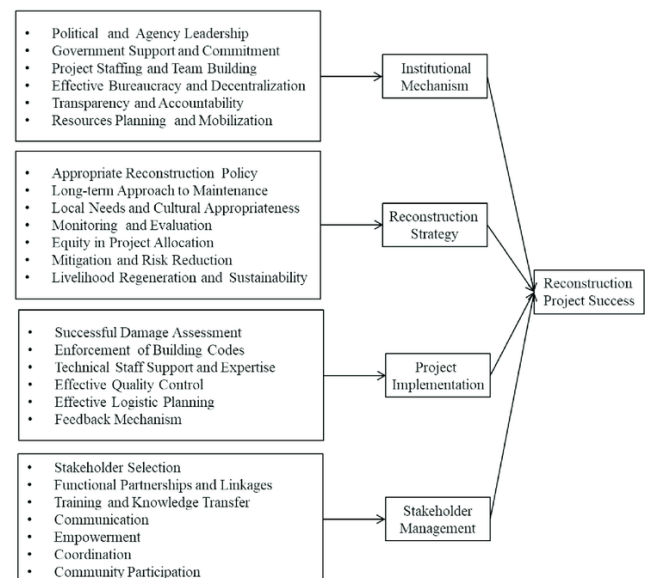 • Political and Agency Leadership
• Government Support and Commitment
• Project Staffing and Team Building
• Effective Bureaucracy and Decentralization
• Transparency and Accountability
• Resources Planning and Mobilization
Institutional
Mechanism
• Appropriate Reconstruction Policy
• Long-term Approach to Maintenance
• Local Needs and Cultural Appropriateness
• Monitoring and Evaluation
• Equity in Project Allocation
• Mitigation and Risk Reduction
• Livelihood Regeneration and Sustainability
Reconstruction
Strategy
• Successful Damage Assessment
• Enforcement of Building Codes
• Technical Staff Support and Expertise
• Effective Quality Control
• Effective Logistic Planning
• Feedback Mechanism
Project
Implementation
• Stakeholder Selection
• Functional Partnerships and Linkages
• Training and Knowledge Transfer
• Communication
• Empowerment
• Coordination
• Community Participation
Stakeholder
Management
Reconstruction
Project Success